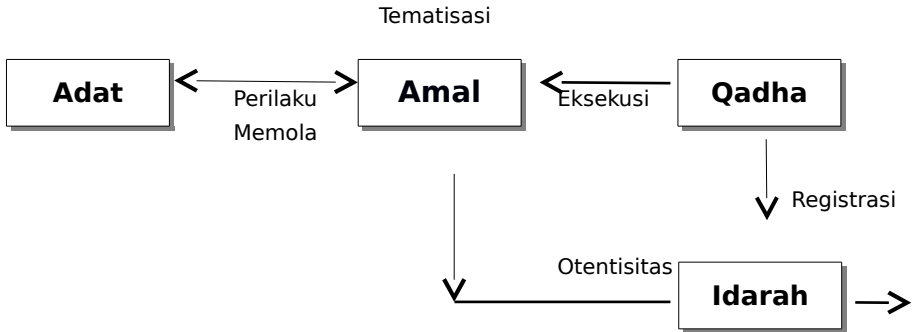 Tematisasi
Adat
Perilaku
Memola
Amal
Eksekusi
Qadha
Registrasi
Otentisitas
Idarah